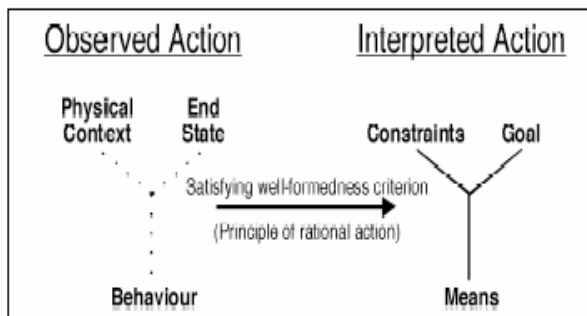 Observed Action
Interpreted Action
Physical
Context
End
State
Constraints
Goal
Satisfying well-formedness criterion
(Principle of rational action)
Behaviour
Means